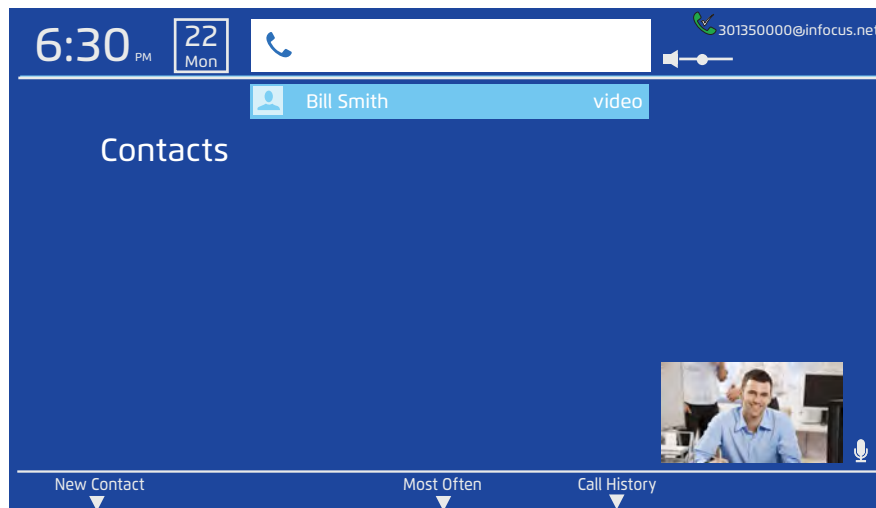 6:30 PM
22
Mon
301350000@infocus.net
Bill Smith video
Contacts
New Contact Most Often Call History